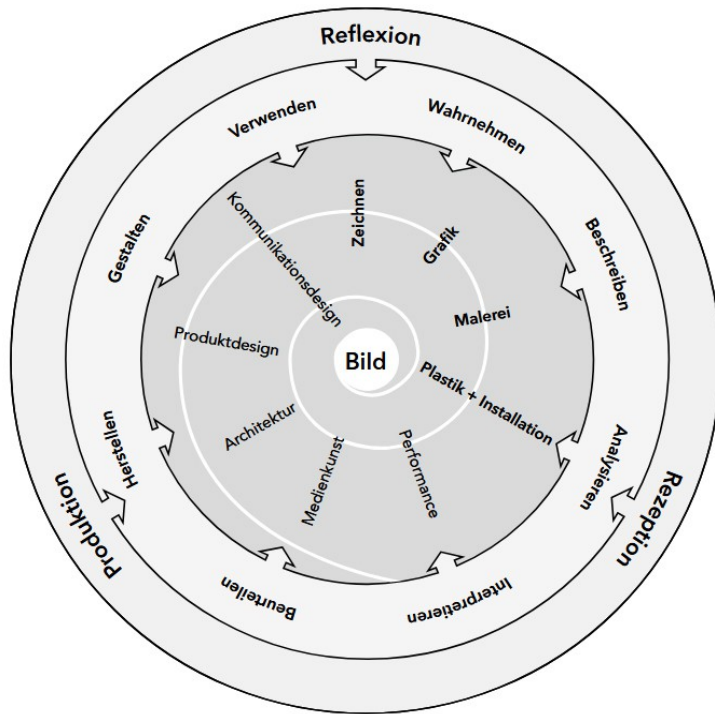 Reflexion
Rezeption
Produktion
Verwenden
Wahrnehmen
Beschreiben
Analysieren
Interpretieren
Beurteilen
Herstellen
Gestalten
Zeichnen
Grafik
Malerei
Plastik + Installation
Performance
Medienkunst
Architektur
Produktdesign
Kommunikationsdesign
Bild